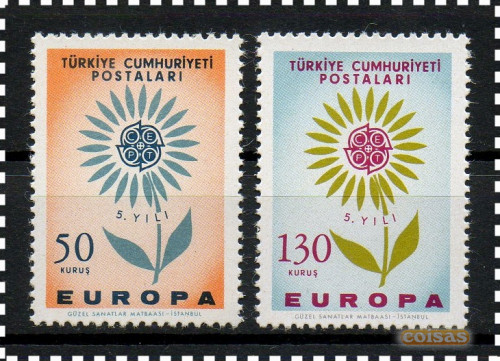 TÜRKİYE CUMHURİYETİ
POSTALARI
CEPT
5. YILI
50
KURUŞ
EUROPA
GÜZEL SANATLAR MATBAASI-İSTANBUL
TÜRKİYE CUMHURİYETİ
POSTALARI
CEPT
5. YILI
130
KURUŞ
EUROPA
GÜZEL SANATLAR MATBAASI-İSTANBUL
coisas